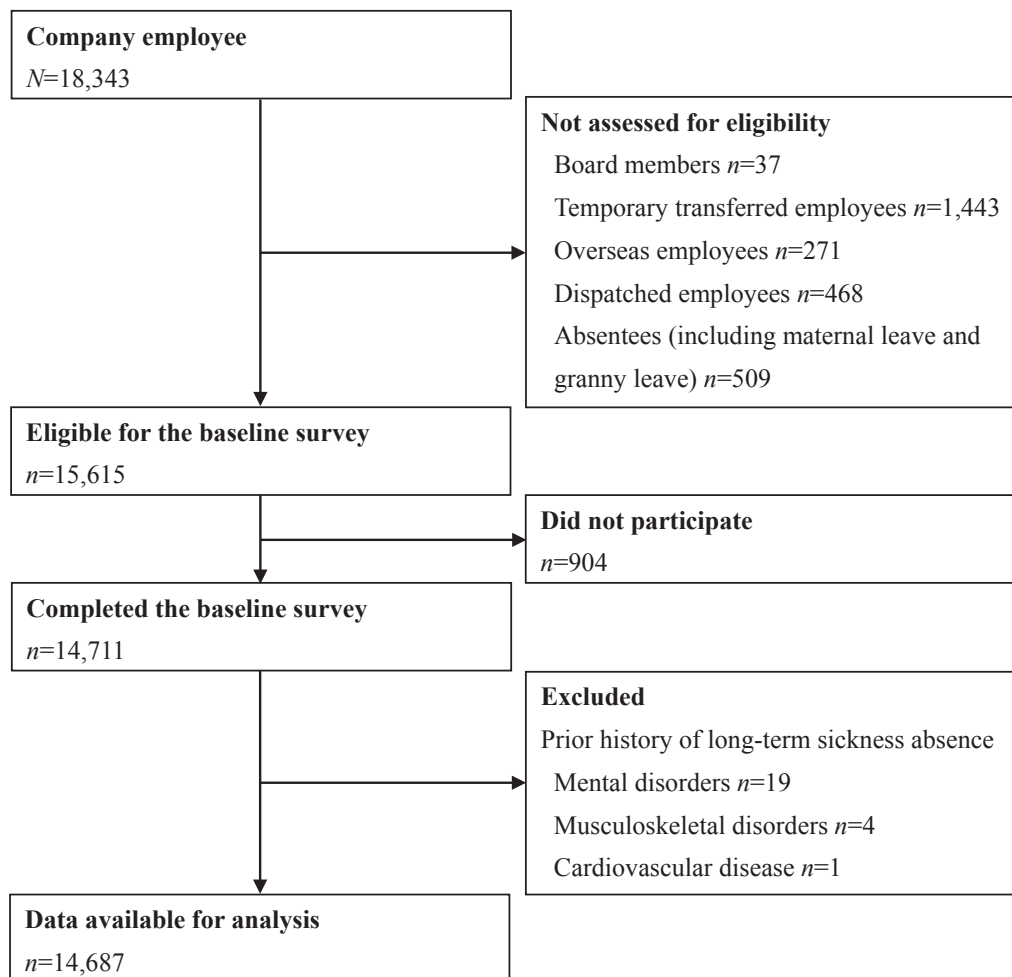 Company employee
N=18,343
Not assessed for eligibility
Board members n=37
Temporary transferred employees n=1,443
Overseas employees n=271
Dispatched employees n=468
Absentees (including maternal leave and
granny leave) n=509
Eligible for the baseline survey
n=15,615
Did not participate
n=904
Completed the baseline survey
n=14,711
Excluded
Prior history of long-term sickness absence
Mental disorders n=19
Musculoskeletal disorders n=4
Cardiovascular disease n=1
Data available for analysis
n=14,687